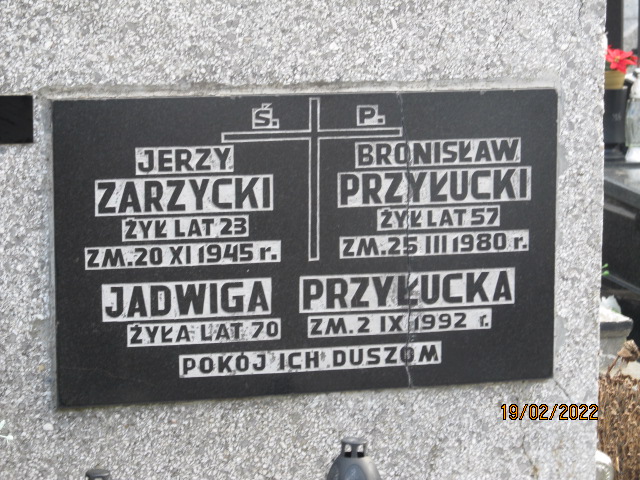 Ś. P.
JERZY
ZARZYCKI
ŻYŁ LAT 23
ZM. 20 XI 1945 r.
BRONISŁAW
PRZYŁUCKI
ŻYŁ LAT 57
ZM. 25 III 1980 r.
JADWIGA PRZYŁUCKA
ŻYŁA LAT 70 ZM. 2 IX 1992 r.
POKÓJ ICH DUSZOM
19/02/2022